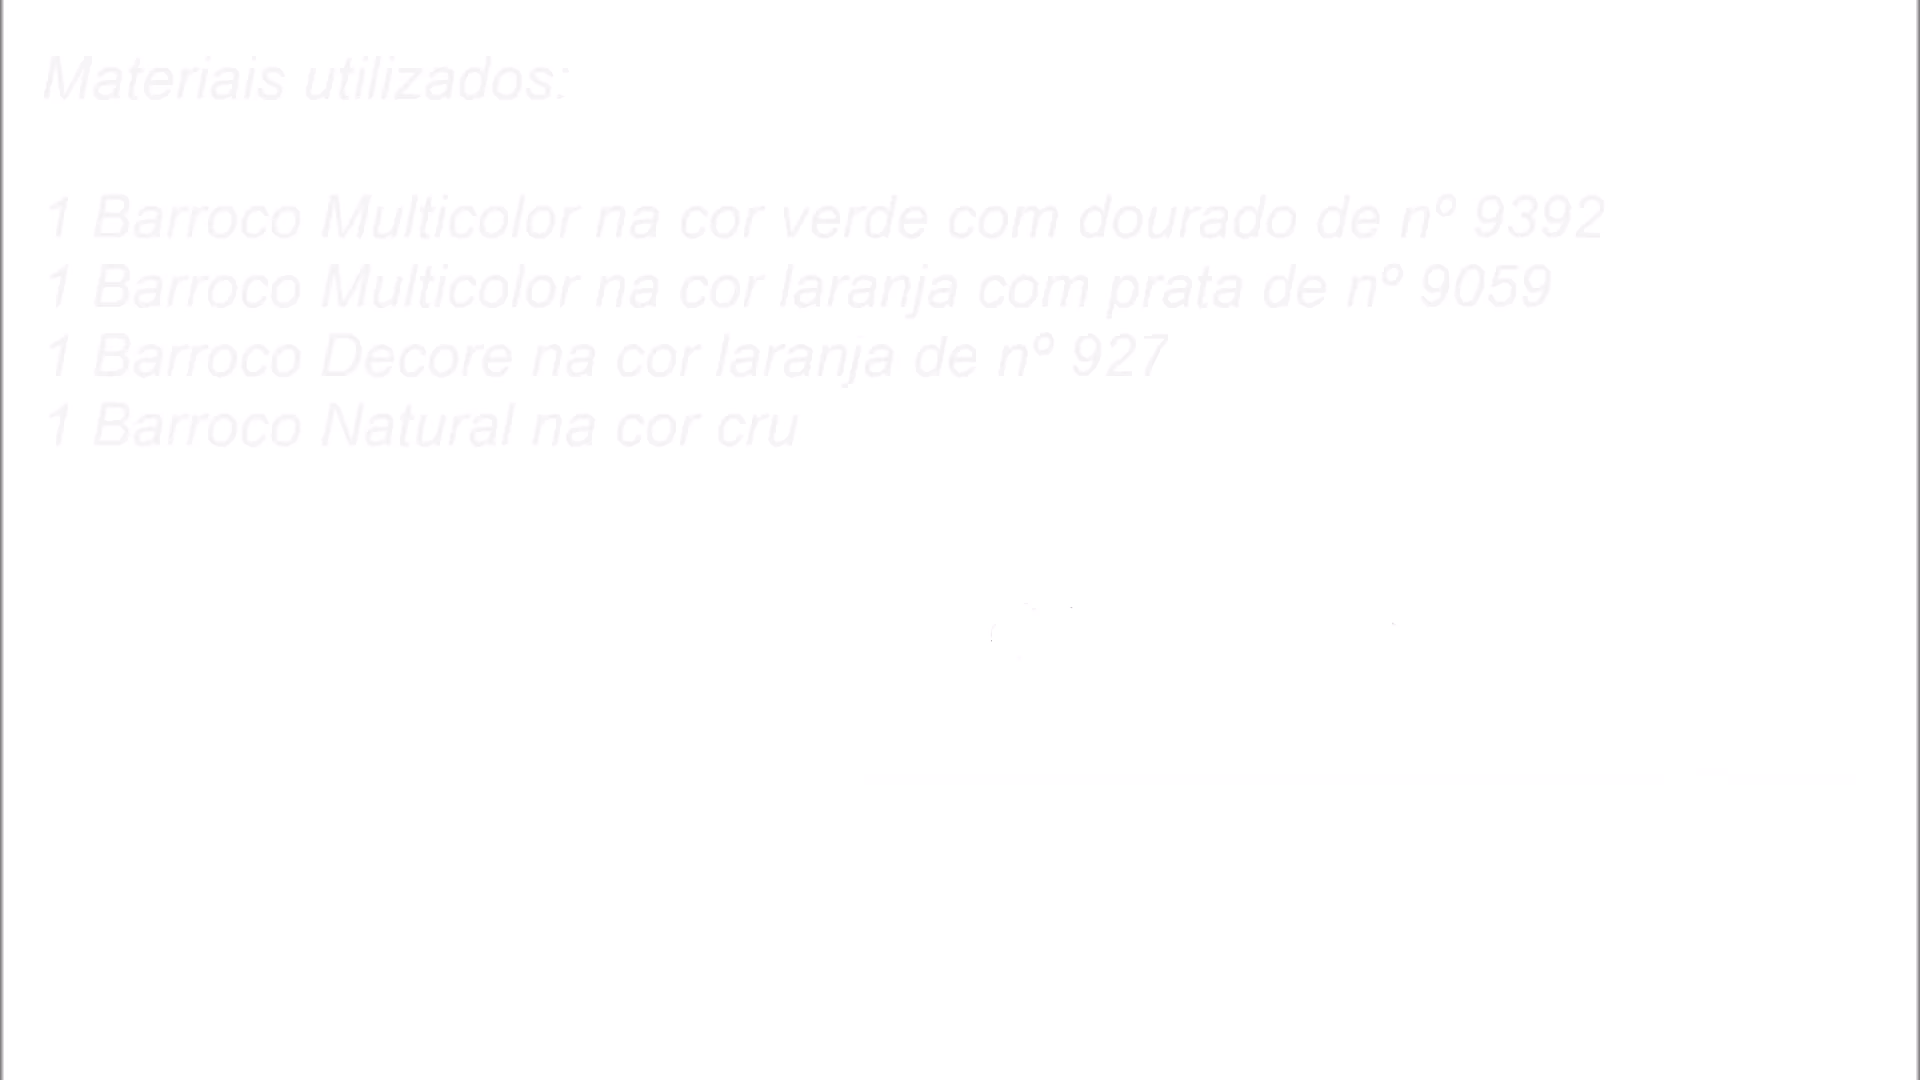 Materiais utilizados:
1 Barroco Multicolor na cor verde com dourado de nº 9392
1 Barroco Multicolor na cor laranja com prata de nº 9059
1 Barroco Decore na cor laranja de nº 927
1 Barroco Natural na cor cru